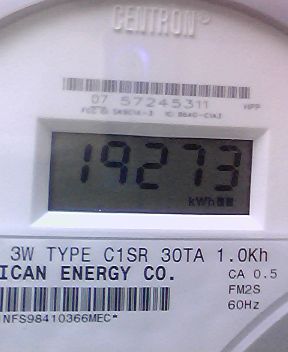 CENTRON®
07 57245311 HPP
19273
kWh
3W TYPE C1SR 30TA 1.0Kh
ICAN ENERGY CO. CA 0.5
FM2S
60Hz
NFS98410366MEC*